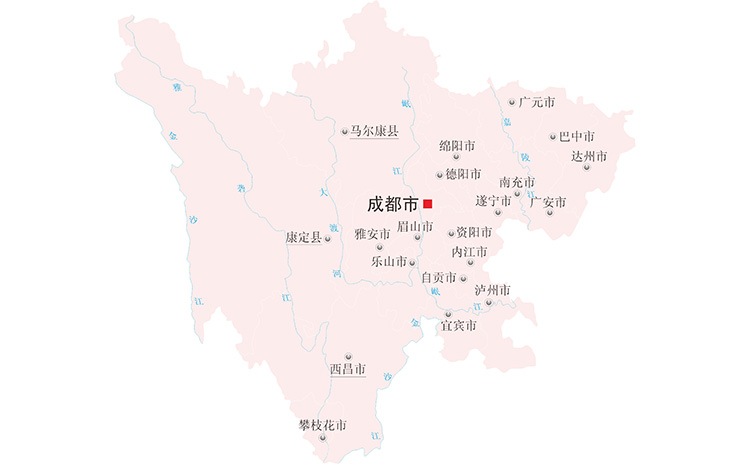 雅
砻
江
金
沙
江
大
渡
河
岷
江
嘉
陵
江
广元市
马尔康县
巴中市
绵阳市
达州市
德阳市
南充市
成都市
遂宁市
广安市
眉山市
资阳市
康定县
雅安市
内江市
乐山市
自贡市
泸州市
岷
江
宜宾市
金
沙
江
西昌市
攀枝花市